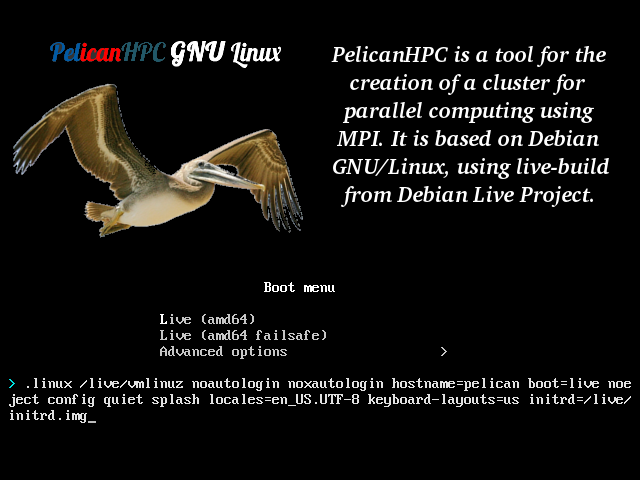 PelicanHPC GNU Linux
PelicanHPC is a tool for the
creation of a cluster for
parallel computing using
MPI. It is based on Debian
GNU/Linux, using live-build
from Debian Live Project.
Boot menu
Live (amd64)
Live (amd64 failsafe)
Advanced options >
> .linux /live/vmlinuz noautologin noxautologin hostname=pelican boot=live noe
ject config quiet splash locales=en_US.UTF-8 keyboard-layouts=us initrd=/live/
initrd.img_